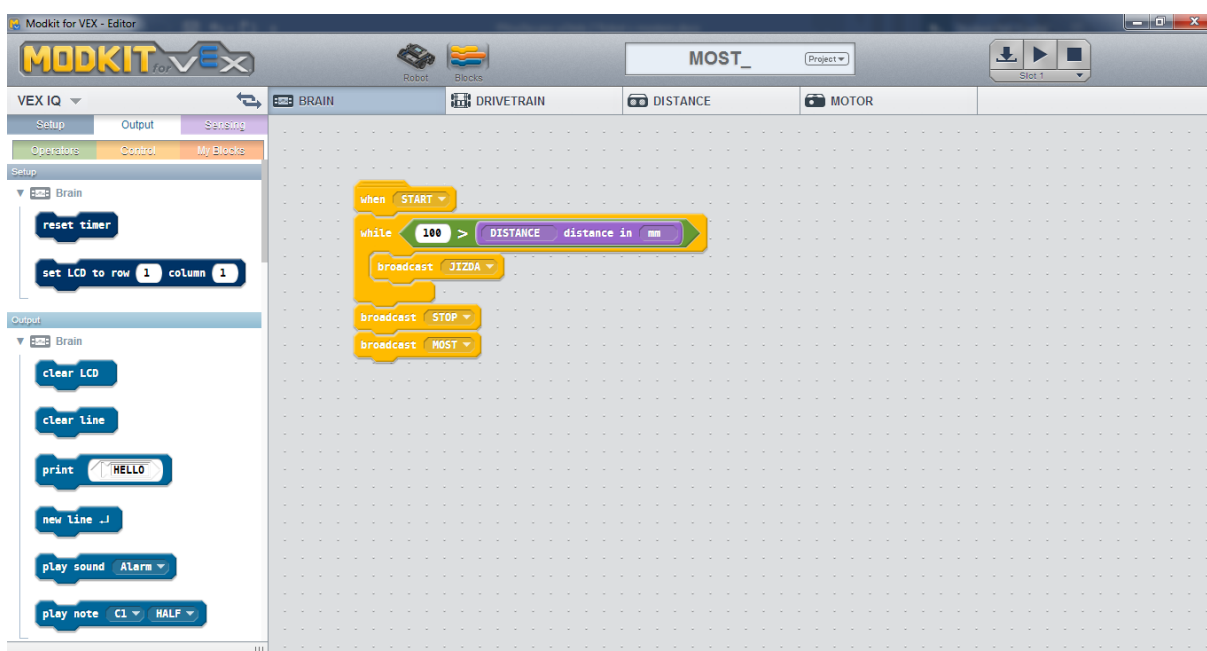 Modkit for VEX - Editor
MODKIT for VEX
Robot
Blocks
MOST_
Project
Slot 1
VEX IQ
BRAIN
DRIVETRAIN
DISTANCE
MOTOR
Setup Output Sensing
Operators Control My Blocks
Setup
Brain
reset timer
set LCD to row 1 column 1
Output
Brain
clear LCD
clear line
print HELLO
new line
play sound Alarm
play note C1 HALF
when START
while 100 > DISTANCE distance in mm
broadcast JIZDA
broadcast STOP
broadcast MOST